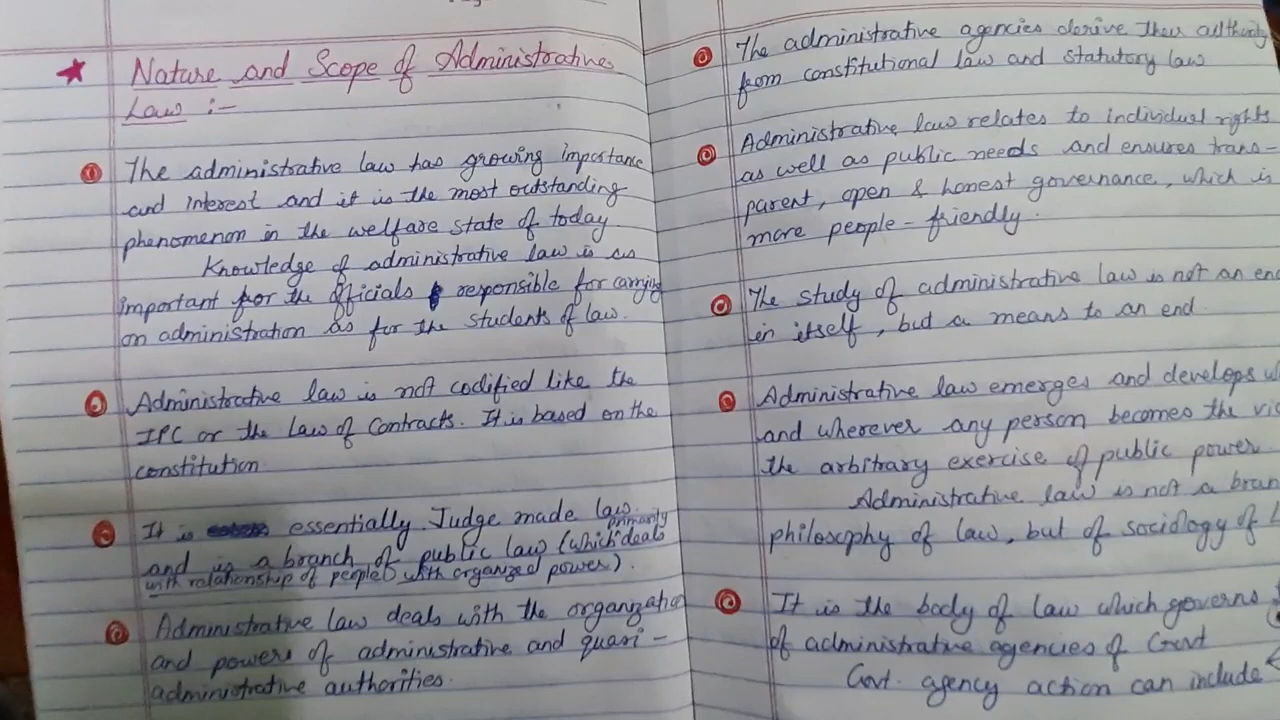 Nature and Scope of Administrative
Law :-
The administrative law has growing importance
and interest and it is the most outstanding
phenomenon in the welfare state of today.
Knowledge of administrative law is as
important for the officials responsible for carrying
on administration as for the students of law.
Administrative law is not codified like the
IPC or the Law of Contracts. It is based on the
constitution.
It is essentially Judge made law.
and is a branch of public law (which deals primarily
with relationship of people with organized power).
Administrative law deals with the organization
and powers of administrative and quasi -
administrative authorities.
The administrative agencies derive their authority
from constitutional law and statutory law
Administrative law relates to individual rights
as well as public needs and ensures trans -
parent, open & honest governance, which is
more people - friendly.
The study of administrative law is not an end
in itself, but a means to an end.
Administrative law emerges and develops
and wherever any person becomes the
the arbitrary exercise of public power
Administrative law is not a bran
philosophy of law, but of sociology of
It is the body of law which governs
of administrative agencies of Govt
Govt. agency action can include